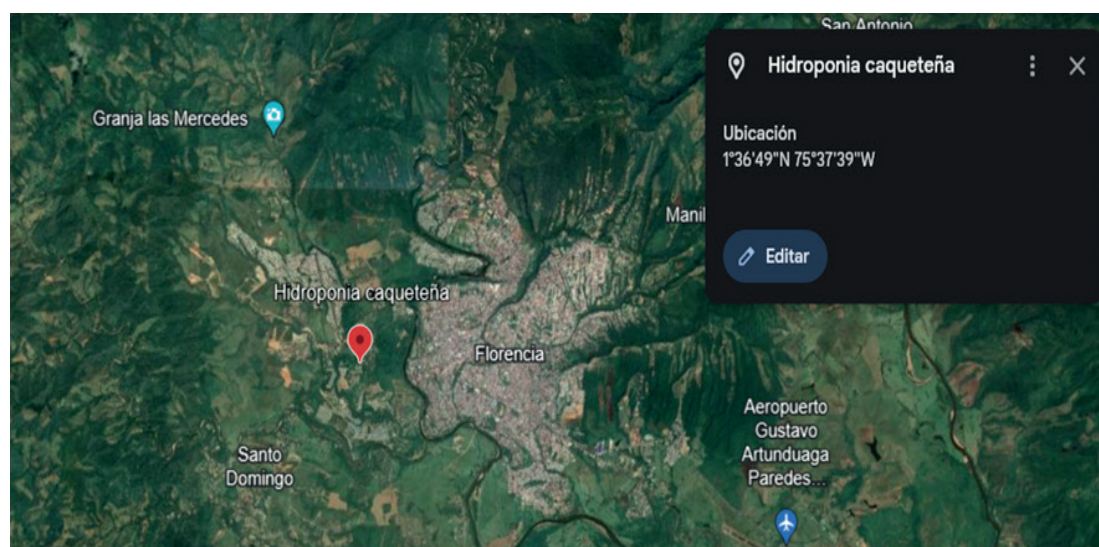 San Antonio
Hidroponia caqueteña
Granja las Mercedes
Ubicación
1°36'49"N 75°37'39"W
Manil
Editar
Hidroponia caqueteña
Florencia
Aeropuerto
Gustavo
Artunduaga
Paredes...
Santo
Domingo